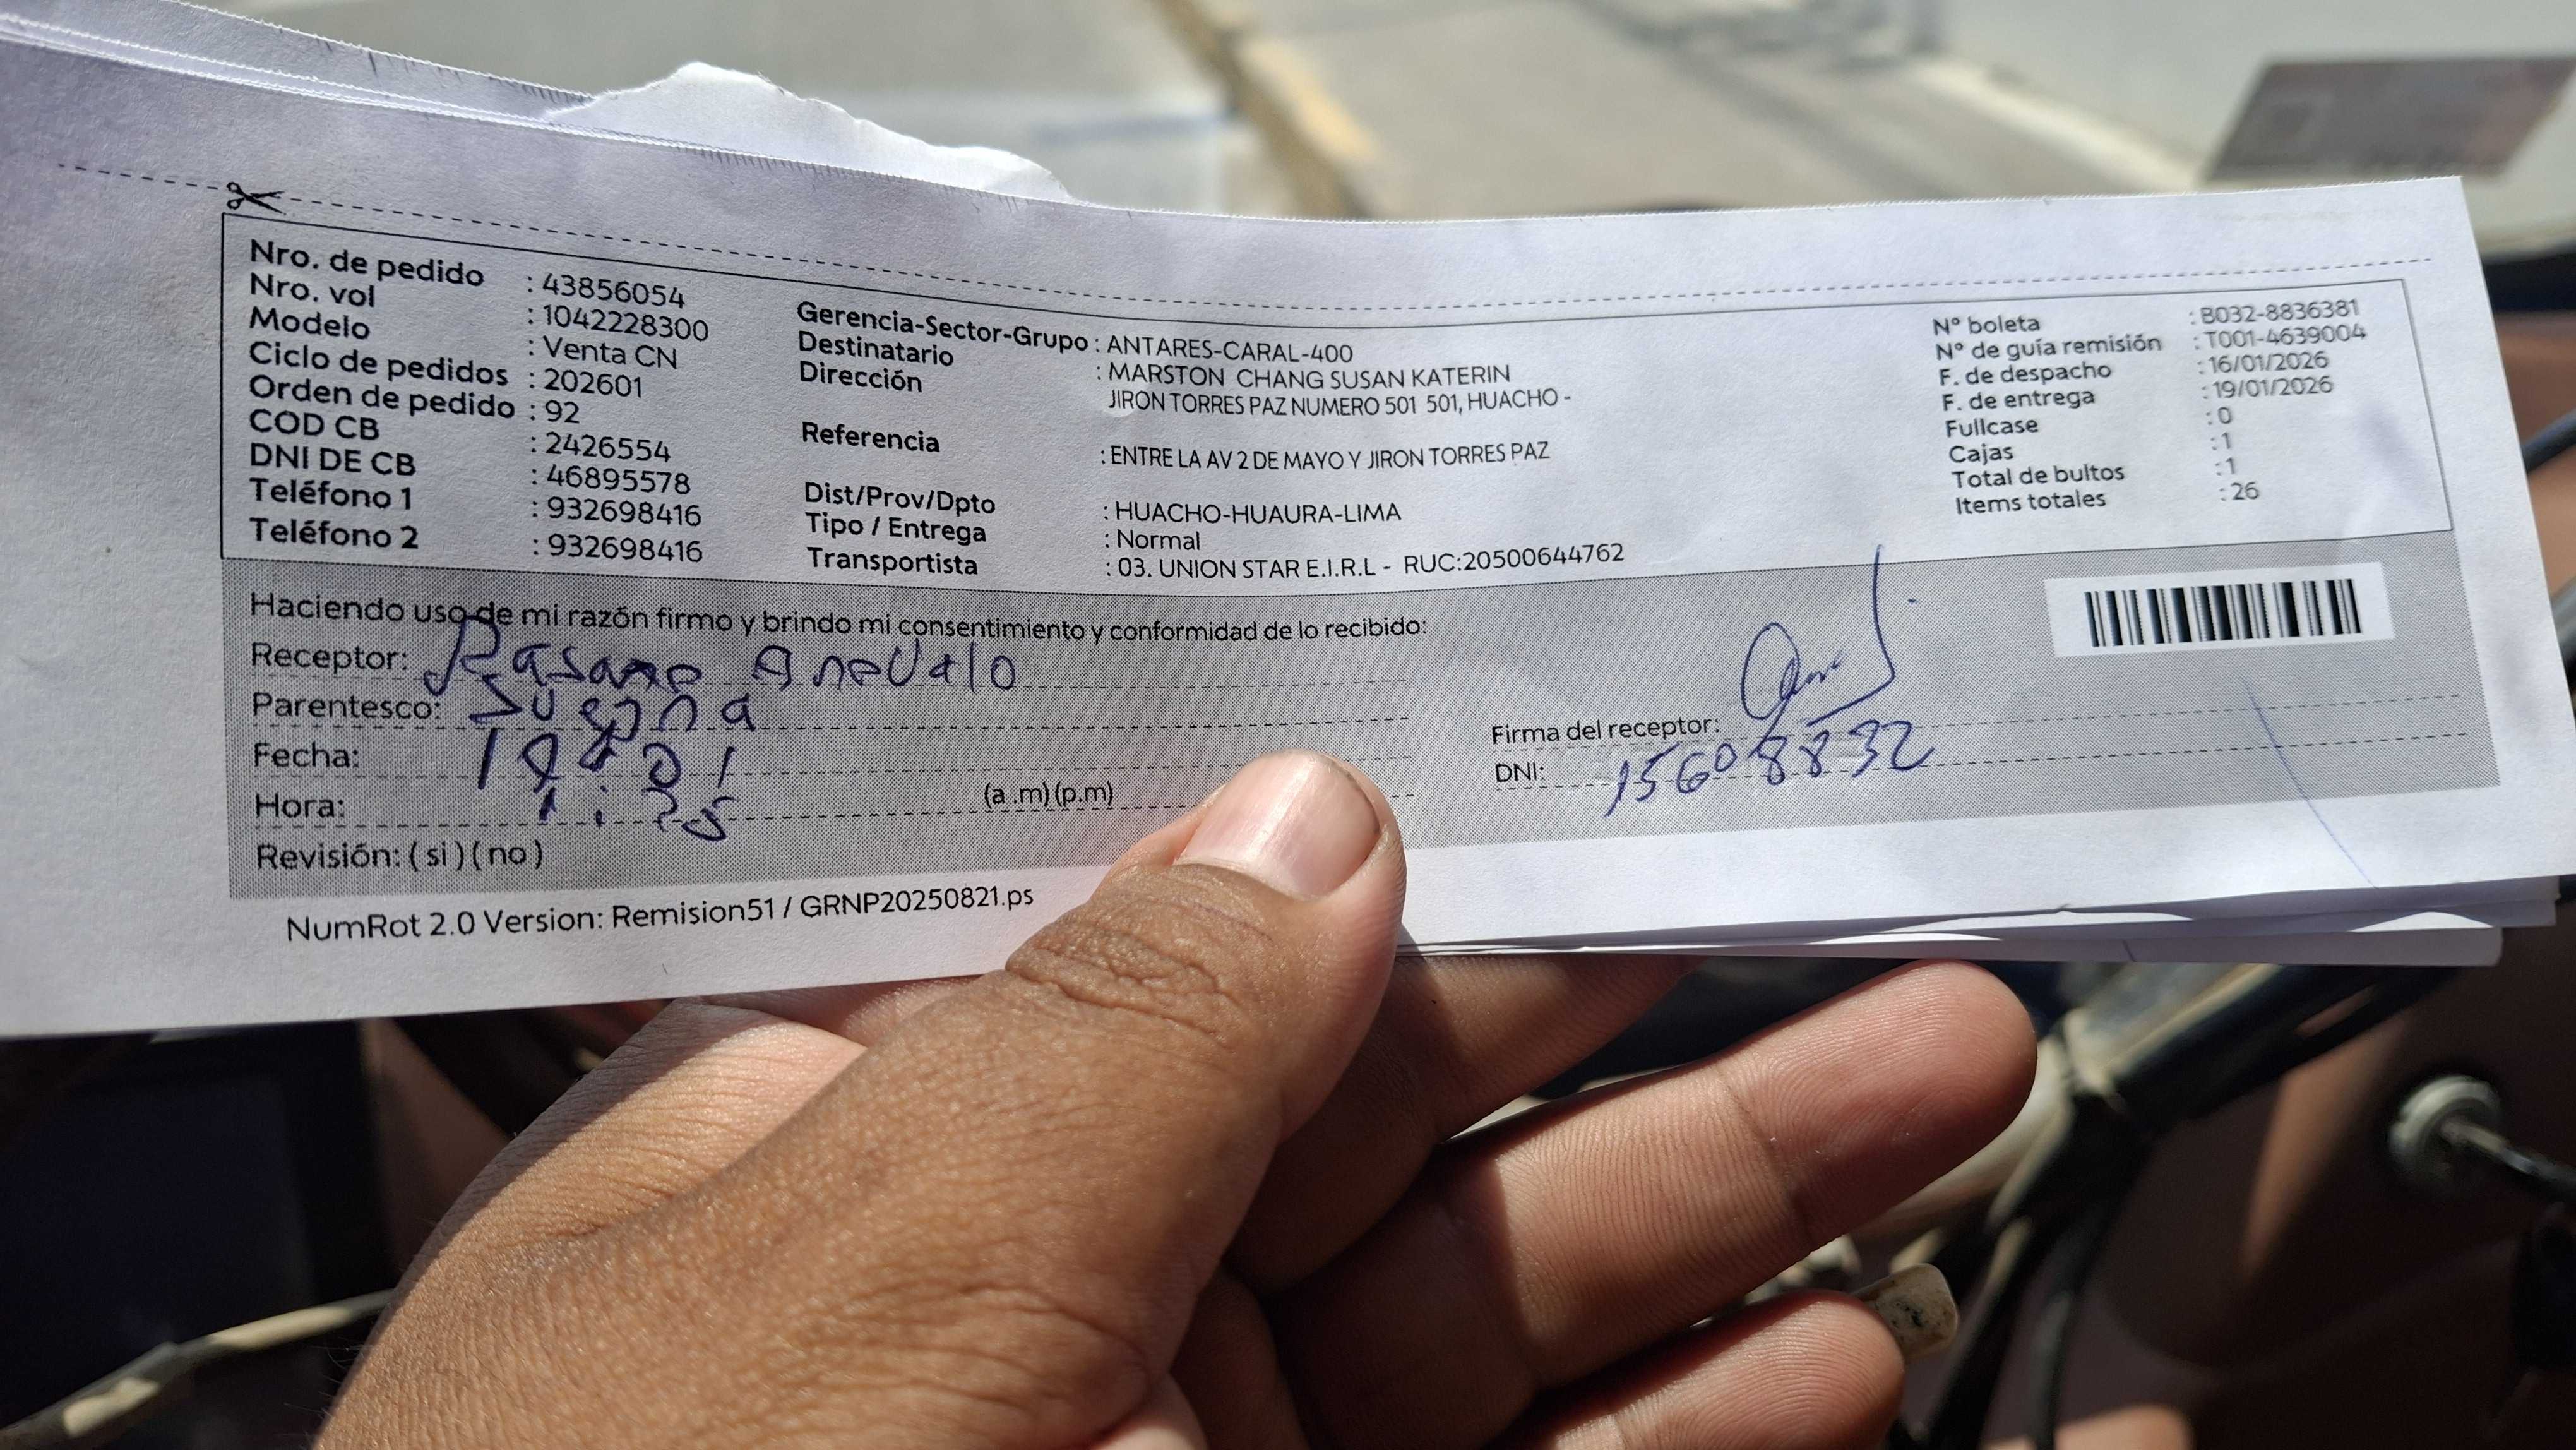 Nro. de pedido : 43856054
Nro. vol : 1042228300
Modelo : Venta CN
Ciclo de pedidos : 202601
Orden de pedido : 92
COD CB : 2426554
DNI DE CB : 46895578
Teléfono 1 : 932698416
Teléfono 2 : 932698416
Gerencia-Sector-Grupo : ANTARES-CARAL-400
Destinatario : MARSTON CHANG SUSAN KATERIN
Dirección JIRON TORRES PAZ NUMERO 501 501, HUACHO -
Referencia : ENTRE LA AV 2 DE MAYO Y JIRON TORRES PAZ
Dist/Prov/Dpto : HUACHO-HUAURA-LIMA
Tipo / Entrega : Normal
Transportista : 03. UNION STAR E.I.R.L - RUC:20500644762
N° boleta : B032-8836381
N° de guía remisión : T001-4639004
F. de despacho : 16/01/2026
F. de entrega : 19/01/2026
Fullcase : 0
Cajas : 1
Total de bultos : 1
Items totales : 26
Haciendo uso de mi razón firmo y brindo mi consentimiento y conformidad de lo recibido:
Receptor:
Parentesco: Suegra
Fecha:
Hora: (a .m) (p.m)
Revisión: ( si ) ( no )
Firma del receptor:
DNI: 15608832
NumRot 2.0 Version: Remision51 / GRNP20250821.ps